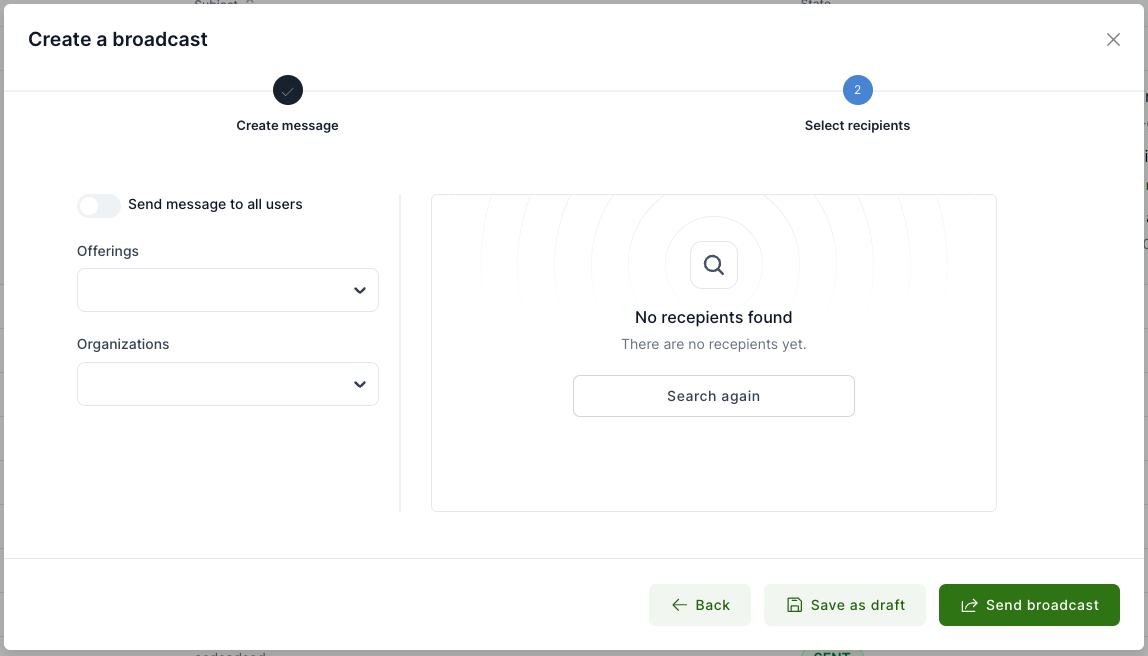 Create a broadcast
Create message
2
Select recipients
Send message to all users
Offerings
Organizations
No recepients found
There are no recepients yet.
Search again
Back
Save as draft
Send broadcast